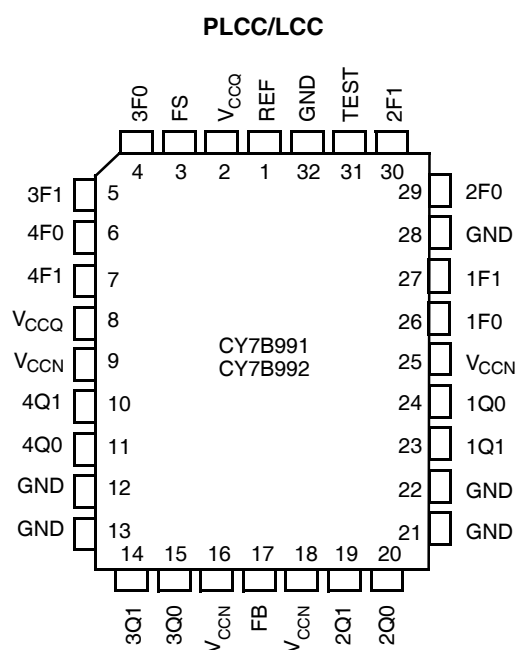 PLCC/LCC
3F0
FS
VCCQ
REF
GND
TEST
2F1
4
3
2
1
32
31
30
3F1 5
4F0 6
4F1 7
VCCQ 8
VCCN 9
4Q1 10
4Q0 11
GND 12
GND 13
CY7B991
CY7B992
29 2F0
28 GND
27 1F1
26 1F0
25 VCCN
24 1Q0
23 1Q1
22 GND
21 GND
14
15
16
17
18
19
20
3Q1
3Q0
VCCN
FB
VCCN
2Q1
2Q0